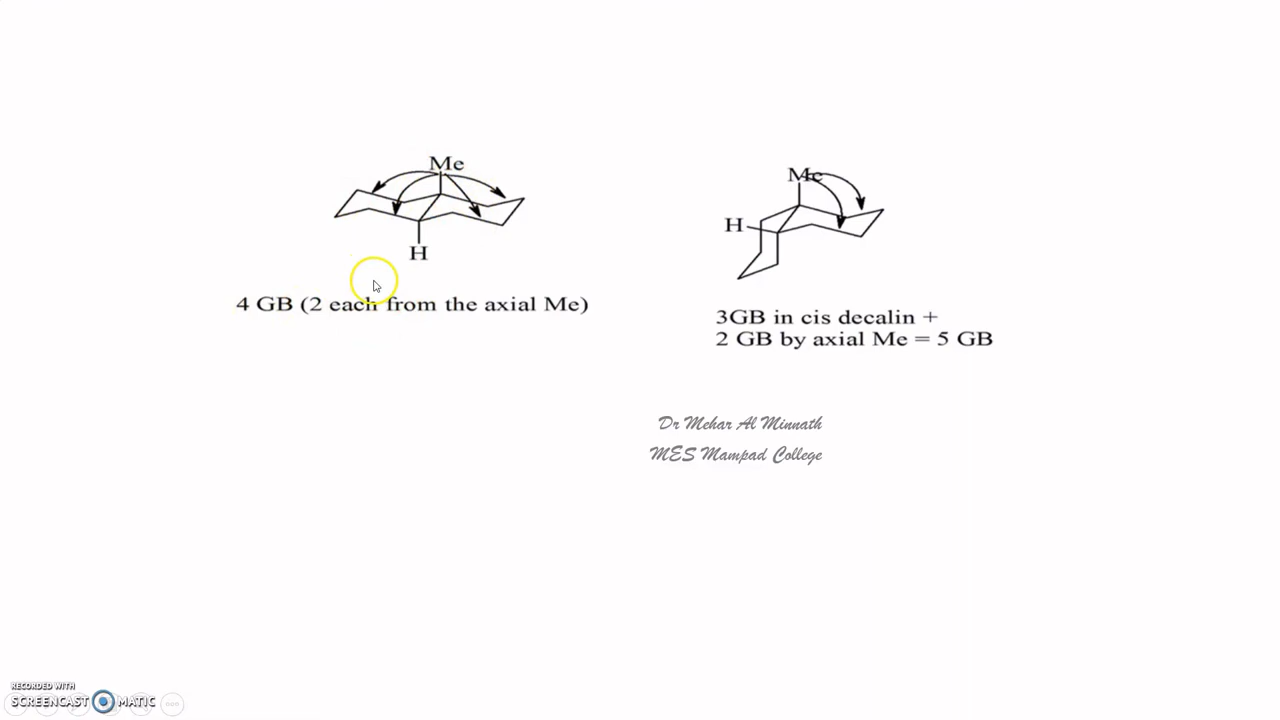 Me
H
4 GB (2 each from the axial Me)
Me
H
3GB in cis decalin +
2 GB by axial Me = 5 GB
Dr Mehar Al Minnath
MES Mampad College
RECORDED WITH
SCREENCAST MATIC